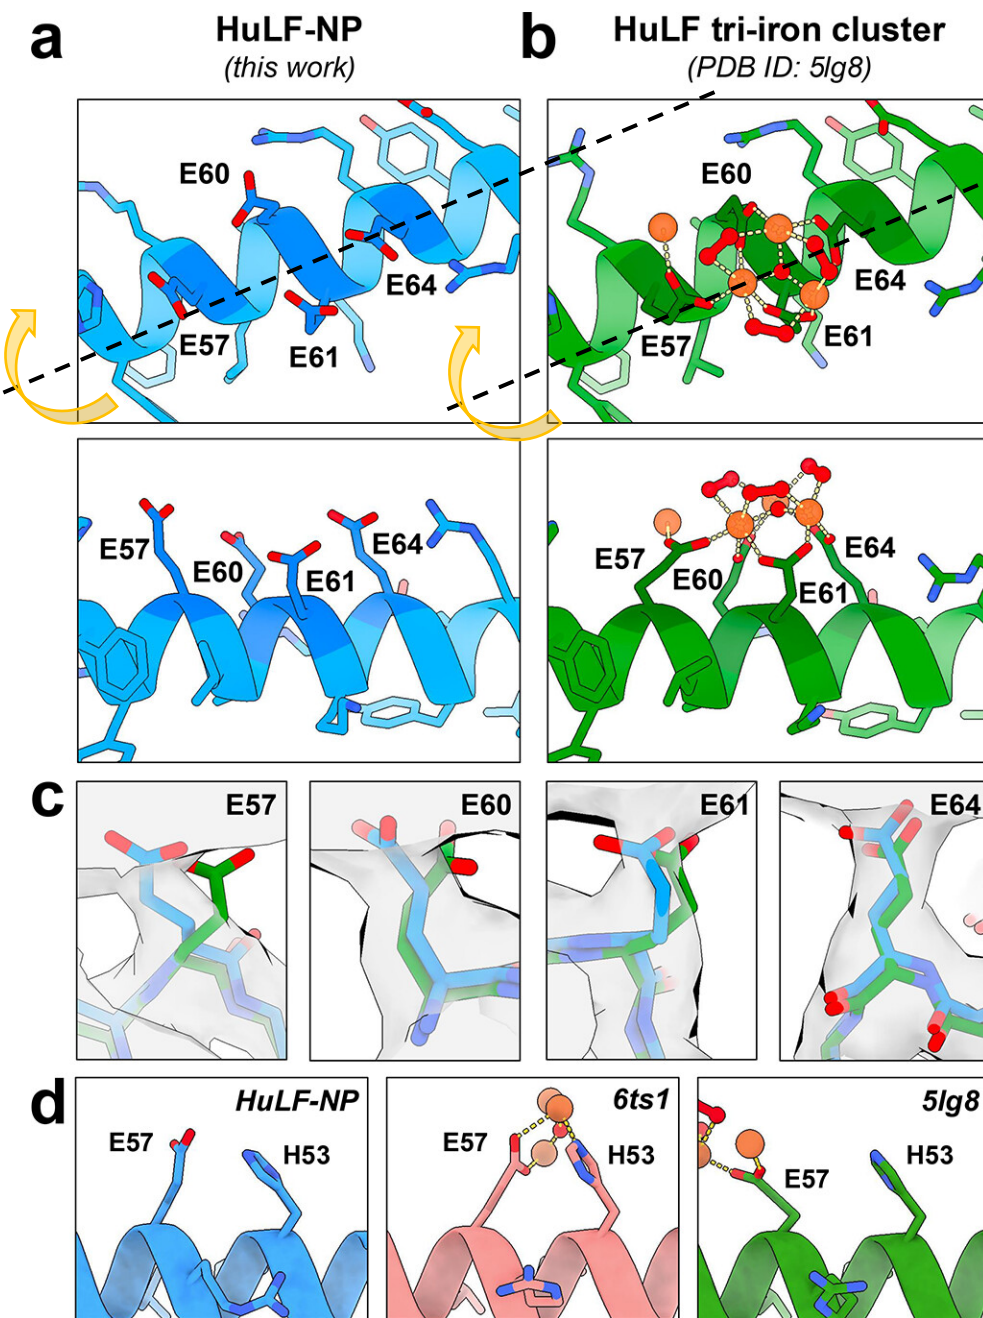 a
HuLF-NP
(this work)
b
HuLF tri-iron cluster
(PDB ID: 5lg8)
E60
E64
E57
E61
E60
E64
E57
E61
E57
E60
E61
E64
E57
E60
E61
E64
c
E57
E60
E61
E64
d
HuLF-NP
E57
H53
6ts1
E57
H53
5lg8
E57
H53